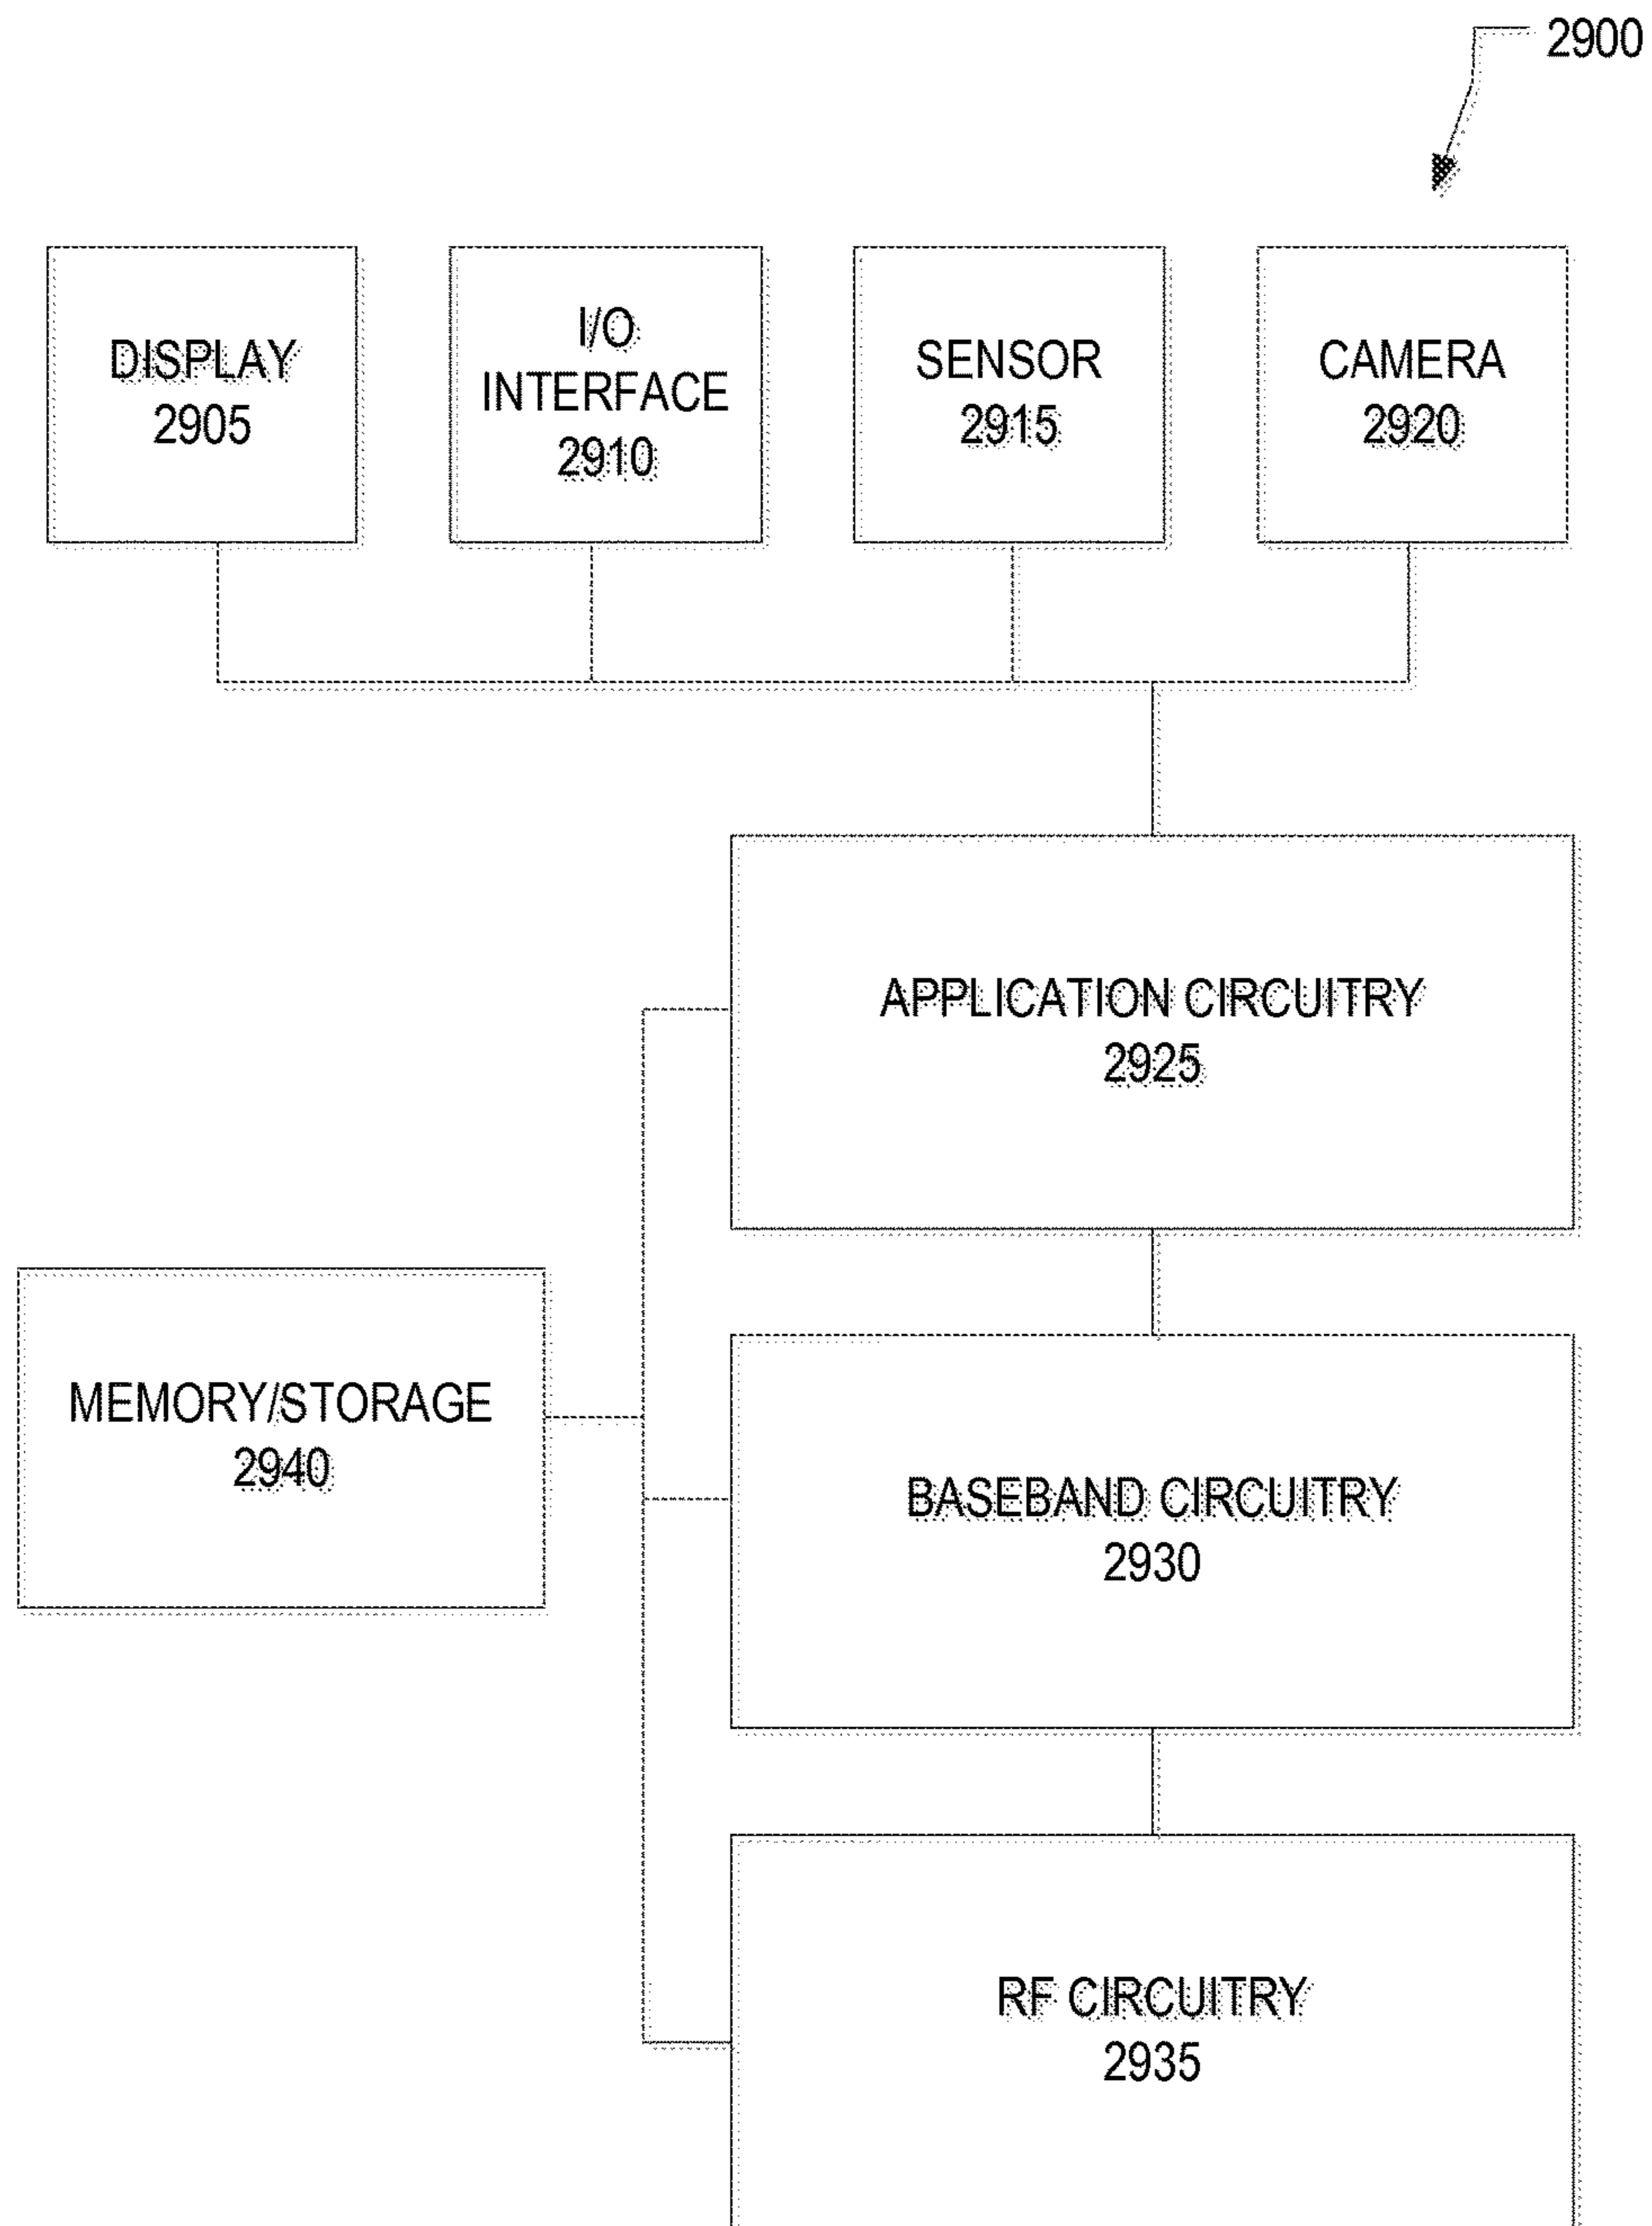 2900
DISPLAY
2905
I/O
INTERFACE
2910
SENSOR
2915
CAMERA
2920
APPLICATION CIRCUITRY
2925
MEMORY/STORAGE
2940
BASEBAND CIRCUITRY
2930
RF CIRCUITRY
2935